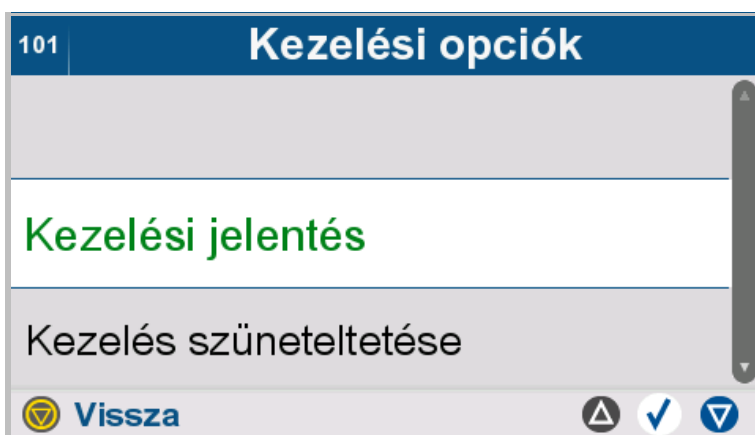 101
Kezelési opciók
Kezelési jelentés
Kezelés szüneteltetése
Vissza